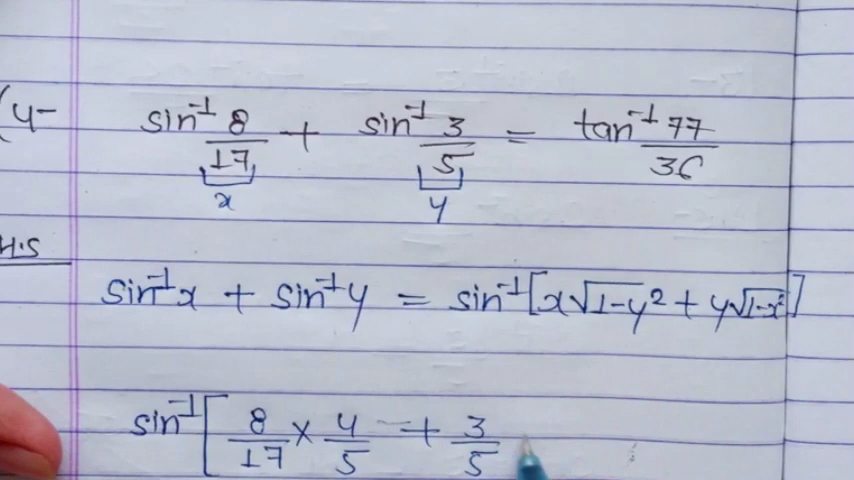 (4- sin⁻¹ 8/17 + sin⁻¹ 3/5 = tan⁻¹ 77/36
x y
H.S
sin⁻¹x + sin⁻¹y = sin⁻¹[x√1-y² + y√1-x²]
sin⁻¹[ 8/17 × 4/5 + 3/5